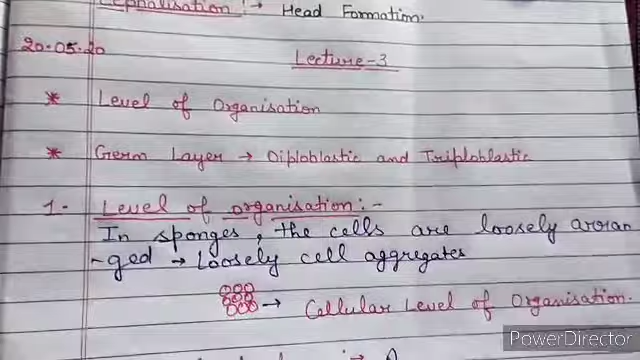 Cephalisation :→ Head Formation.
20.05.20
Lecture-3
* Level of Organisation
* Germ Layer → Diploblastic and Triploblastic
1. Level of organisation:-
In sponges, the cells are loosely arran
-ged → Loosely cell aggregates
→ Cellular Level of Organisation.
PowerDirector